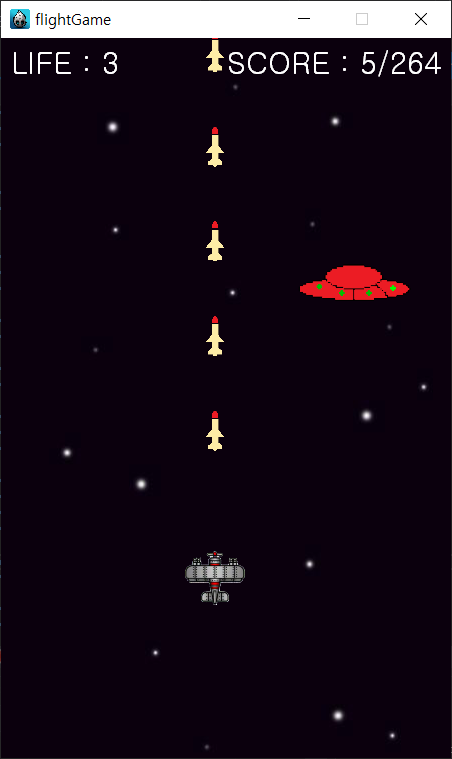 flightGame
LIFE : 3
SCORE : 5/264